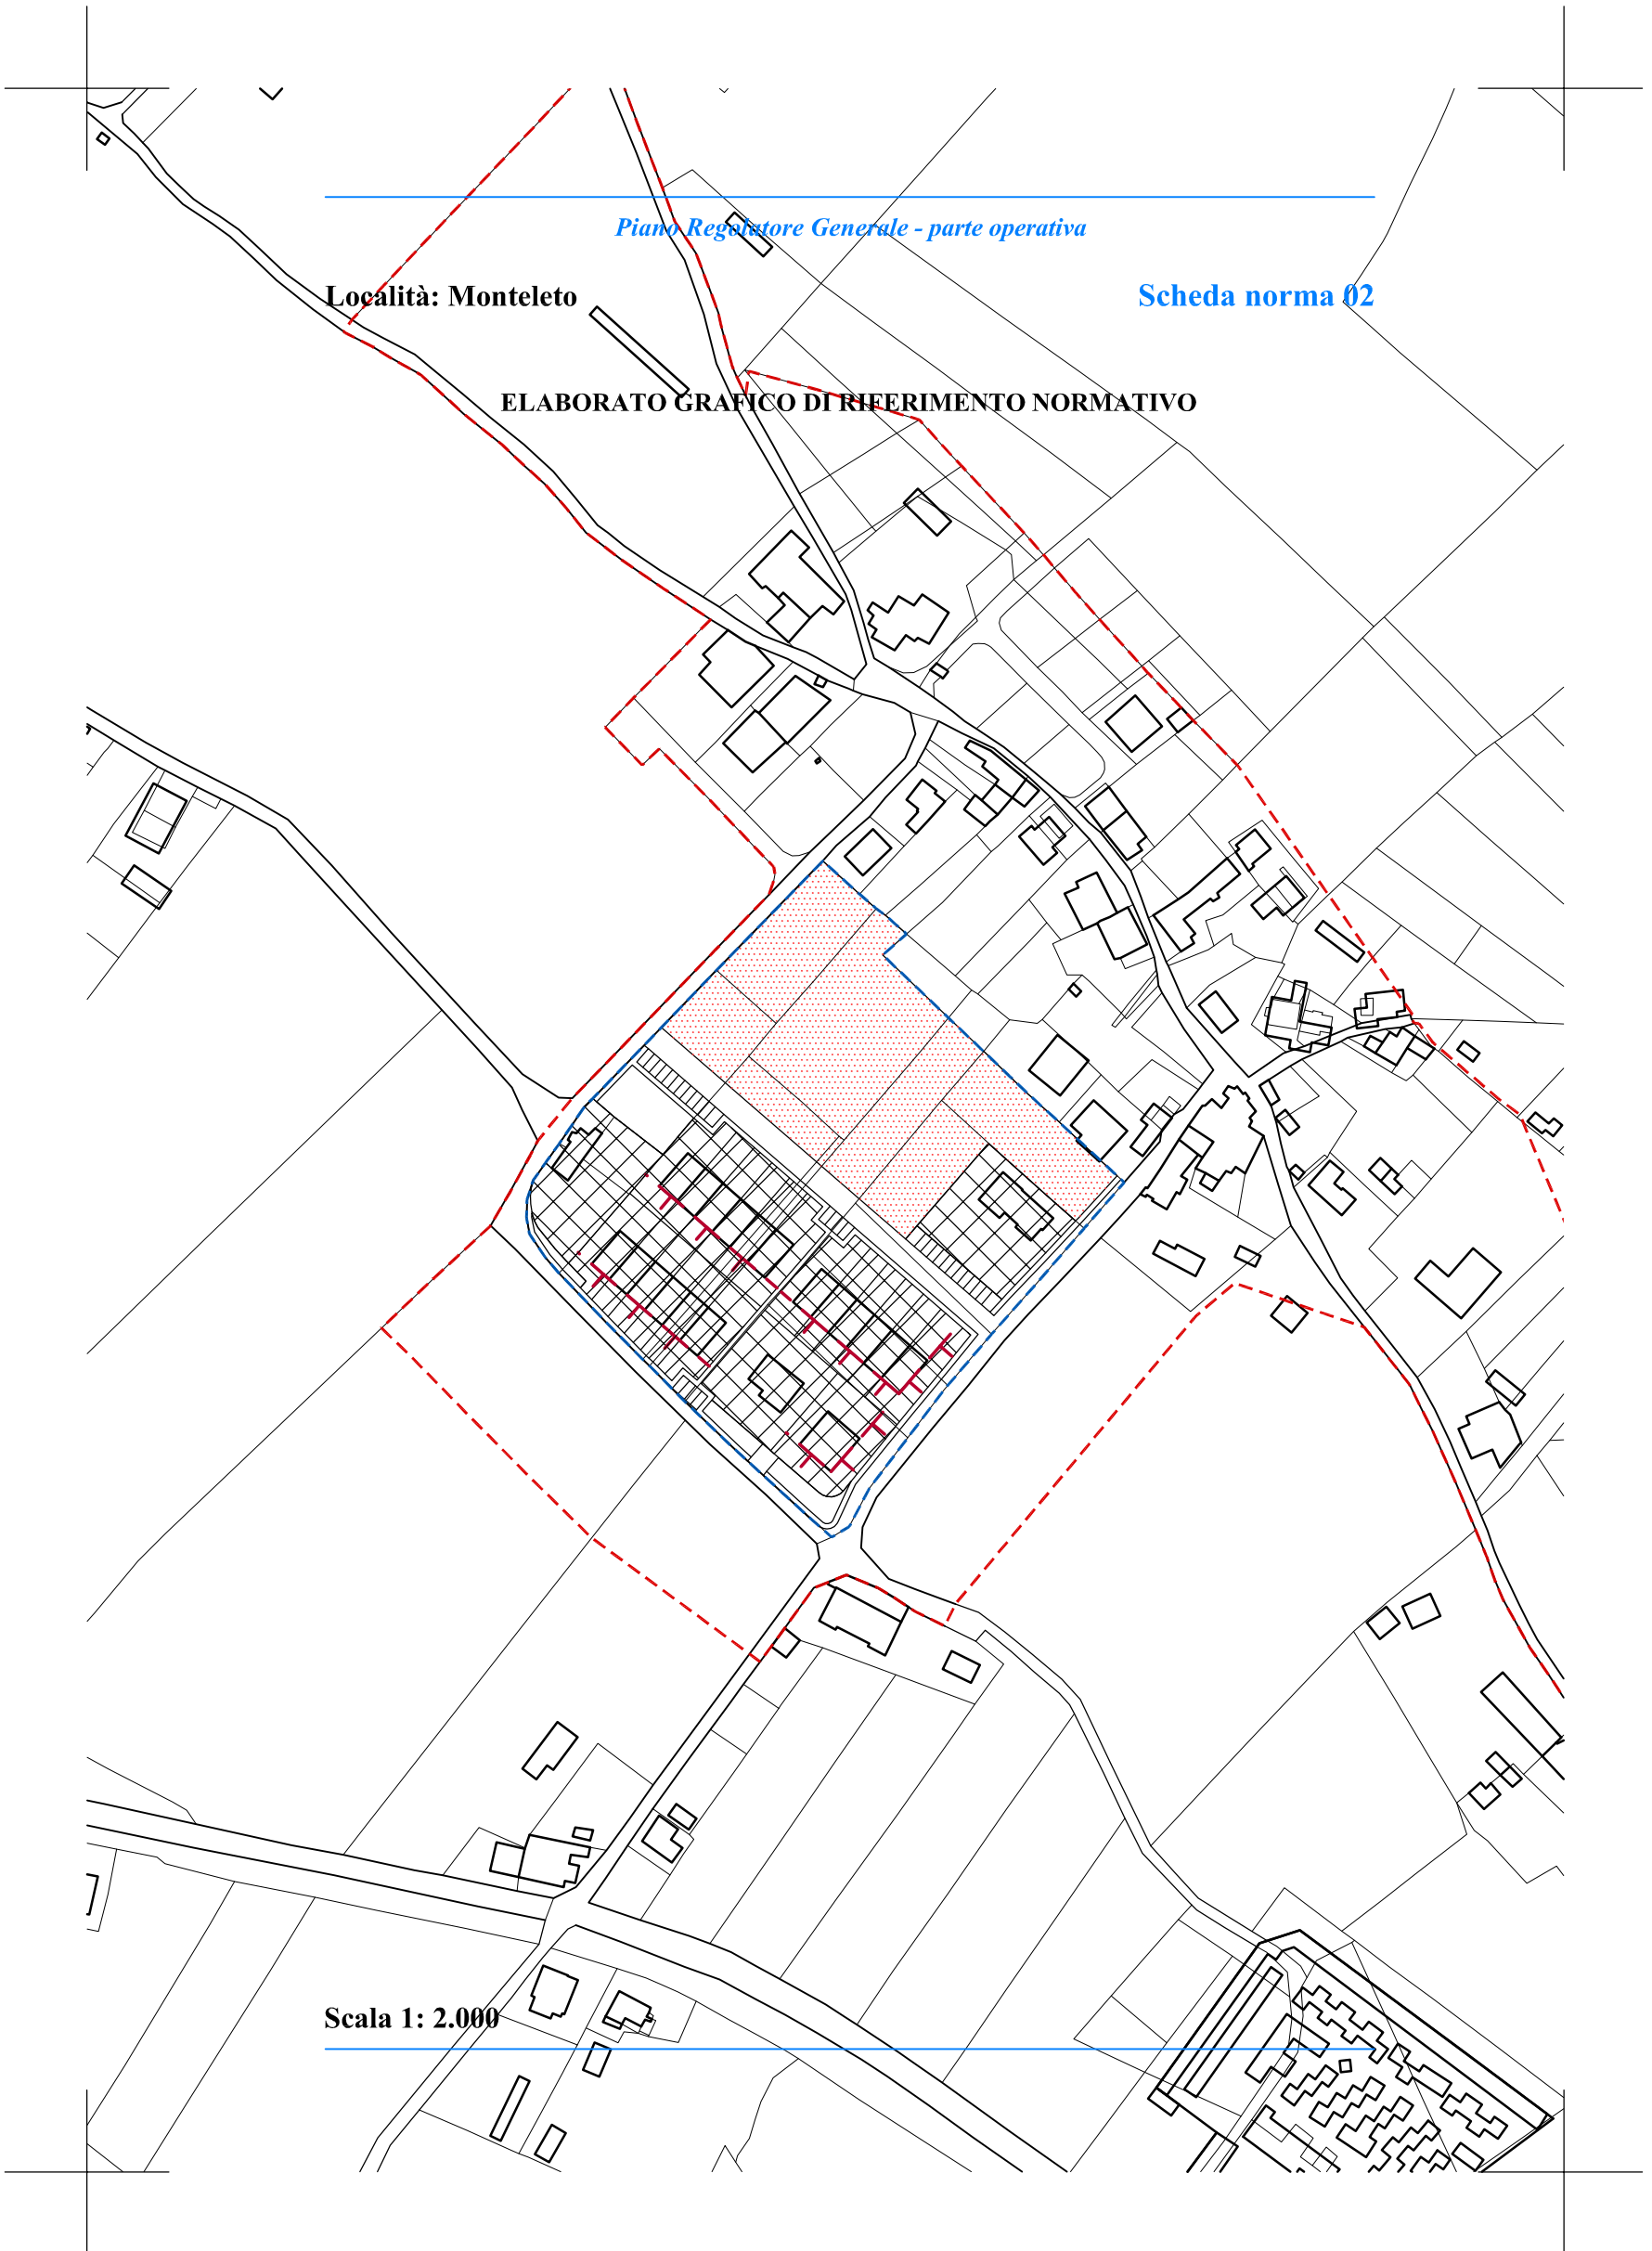 Piano Regolatore Generale - parte operativa
Località: Monteleto
Scheda norma 02
ELABORATO GRAFICO DI RIFERIMENTO NORMATIVO
Scala 1: 2.000